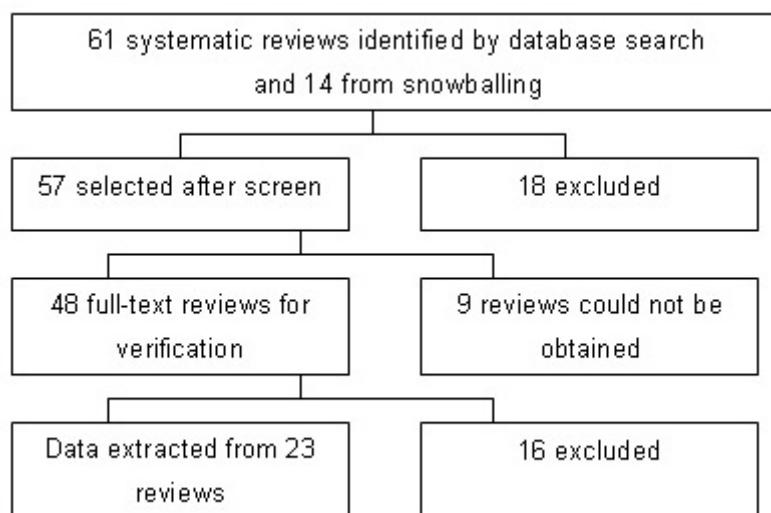 61 systematic reviews identified by database search
and 14 from snowballing
57 selected after screen
18 excluded
48 full-text reviews for
verification
9 reviews could not be
obtained
Data extracted from 23
reviews
16 excluded